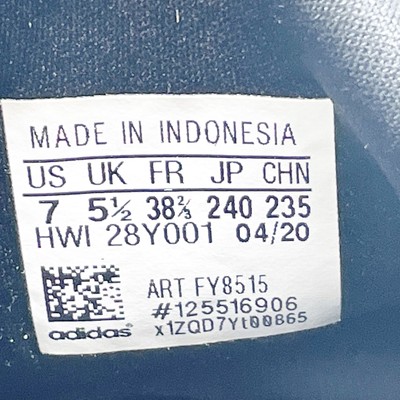 MADE IN INDONESIA
US UK FR JP CHN
7 5½ 38⅔ 240 235
HWI 28Y001 04/20
ART FY8515
#125516906
x1ZQD7Yt00865
adidas